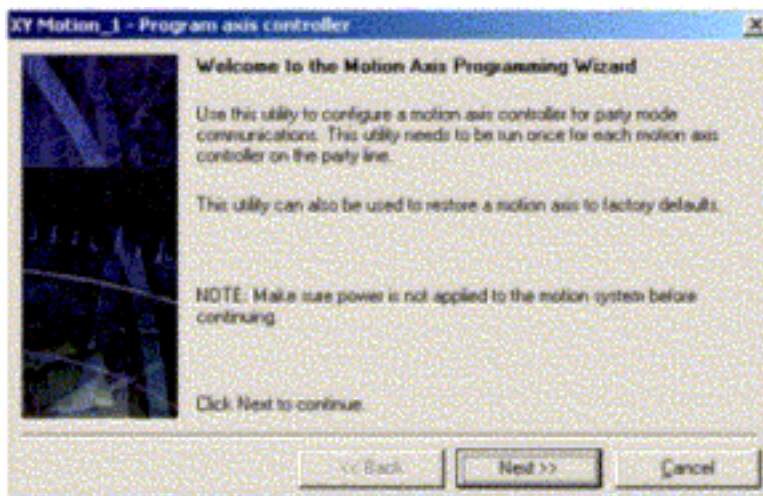 XY Motion_1 - Program axis controller
Welcome to the Motion Axis Programming Wizard
Use this utility to configure a motion axis controller for party mode
communications. This utility needs to be run once for each motion axis
controller on the party line.
This utility can also be used to restore a motion axis to factory defaults.
NOTE: Make sure power is not applied to the motion system before
continuing.
Click Next to continue.
<< Back
Next >>
Cancel